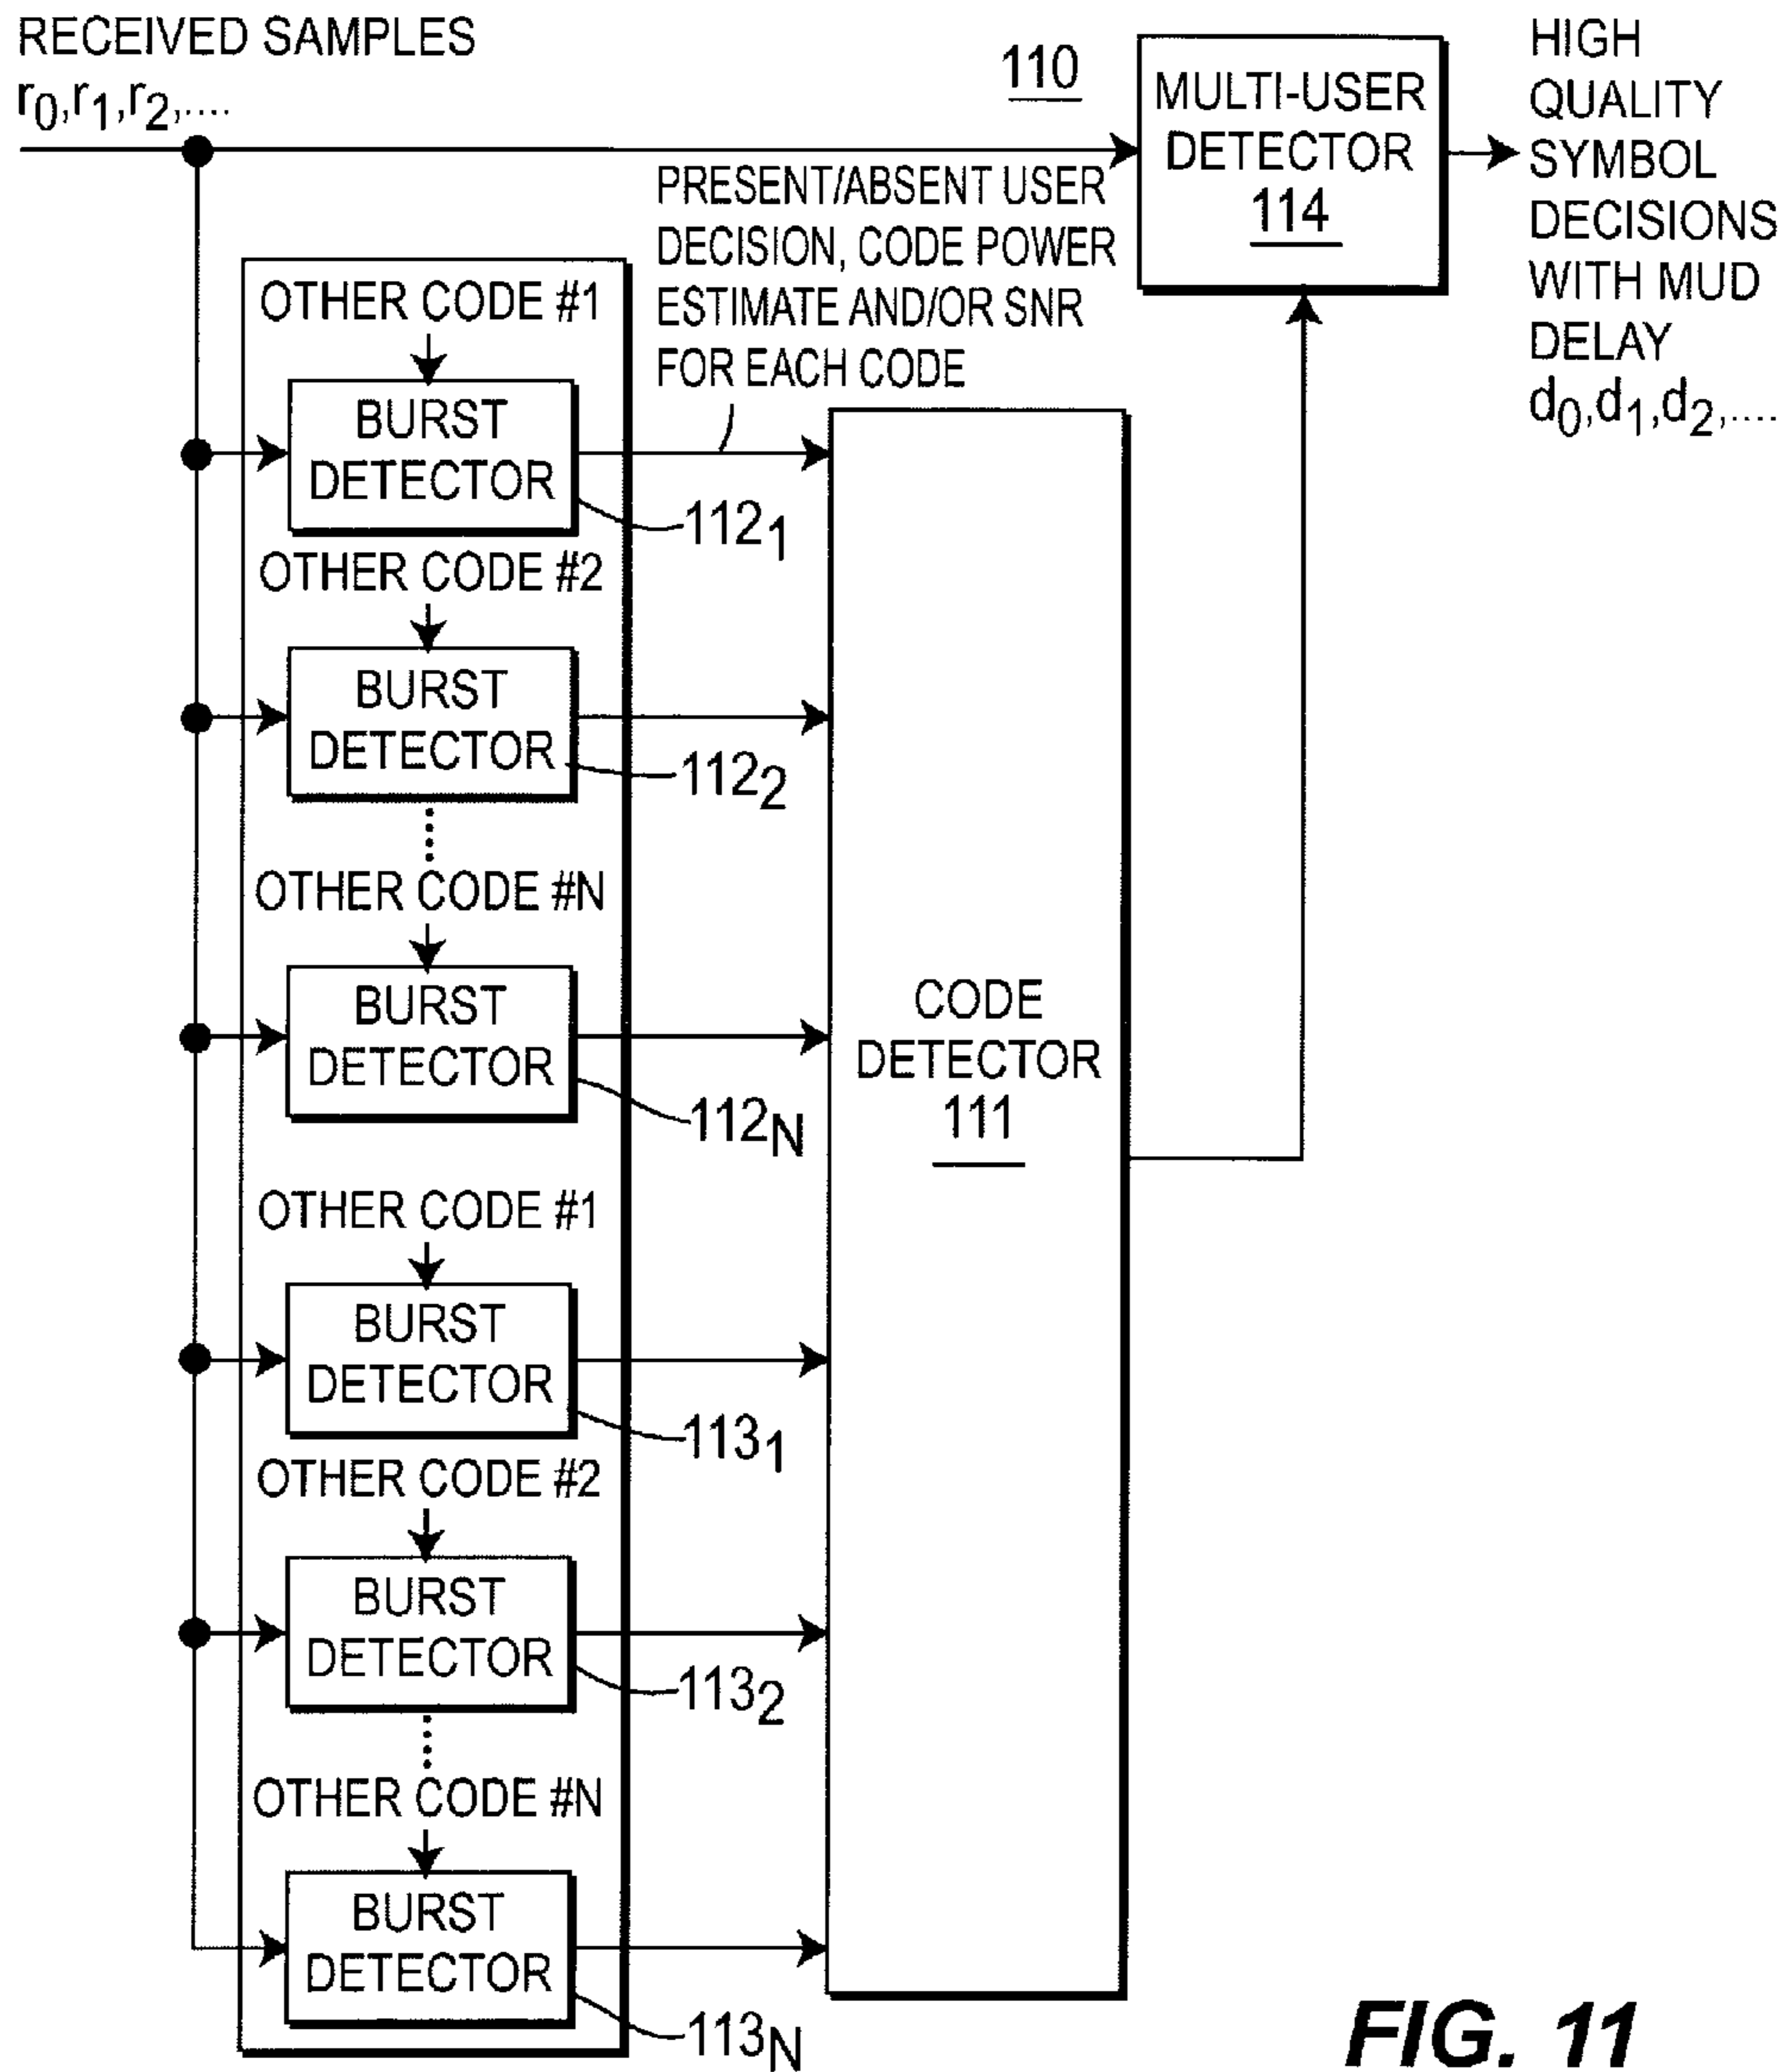 RECEIVED SAMPLES
r0,r1,r2,....
110
MULTI-USER
DETECTOR
114
HIGH
QUALITY
SYMBOL
DECISIONS
WITH MUD
DELAY
d0,d1,d2,....
PRESENT/ABSENT USER
DECISION, CODE POWER
ESTIMATE AND/OR SNR
FOR EACH CODE
OTHER CODE #1
BURST
DETECTOR
1121
OTHER CODE #2
BURST
DETECTOR
1122
OTHER CODE #N
BURST
DETECTOR
112N
CODE
DETECTOR
111
OTHER CODE #1
BURST
DETECTOR
1131
OTHER CODE #2
BURST
DETECTOR
1132
OTHER CODE #N
BURST
DETECTOR
113N
FIG. 11